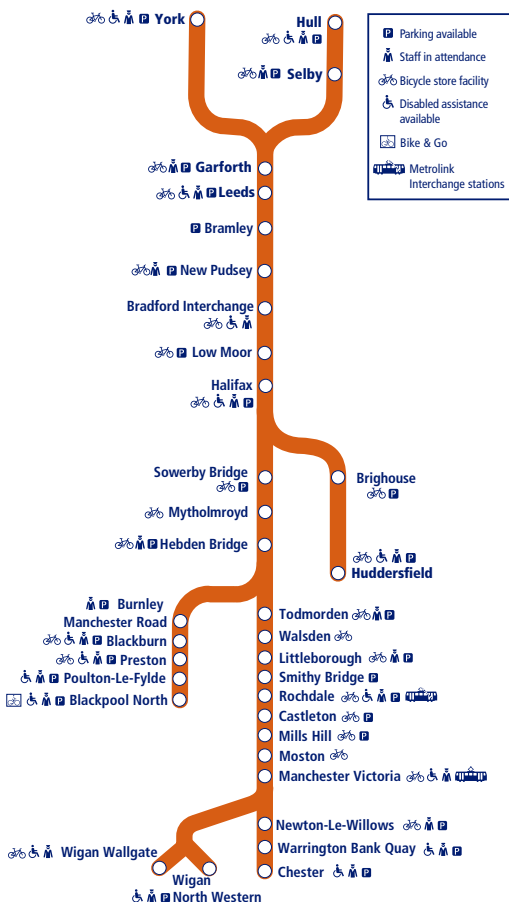 York
Hull
Selby
P Parking available
Staff in attendance
Bicycle store facility
Disabled assistance
available
Bike & Go
Metrolink
Interchange stations
P Garforth
P Leeds
P Bramley
P New Pudsey
Bradford Interchange
P Low Moor
Halifax
P
Sowerby Bridge
P
Brighouse
P
Mytholmroyd
P Hebden Bridge
P
Huddersfield
P Burnley
Manchester Road
P Blackburn
P Preston
P Poulton-Le-Fylde
P Blackpool North
Todmorden P
Walsden
Littleborough P
Smithy Bridge P
Rochdale P
Castleton P
Mills Hill P
Moston
Manchester Victoria
Newton-Le-Willows P
Warrington Bank Quay P
Chester P
Wigan Wallgate
Wigan
P North Western